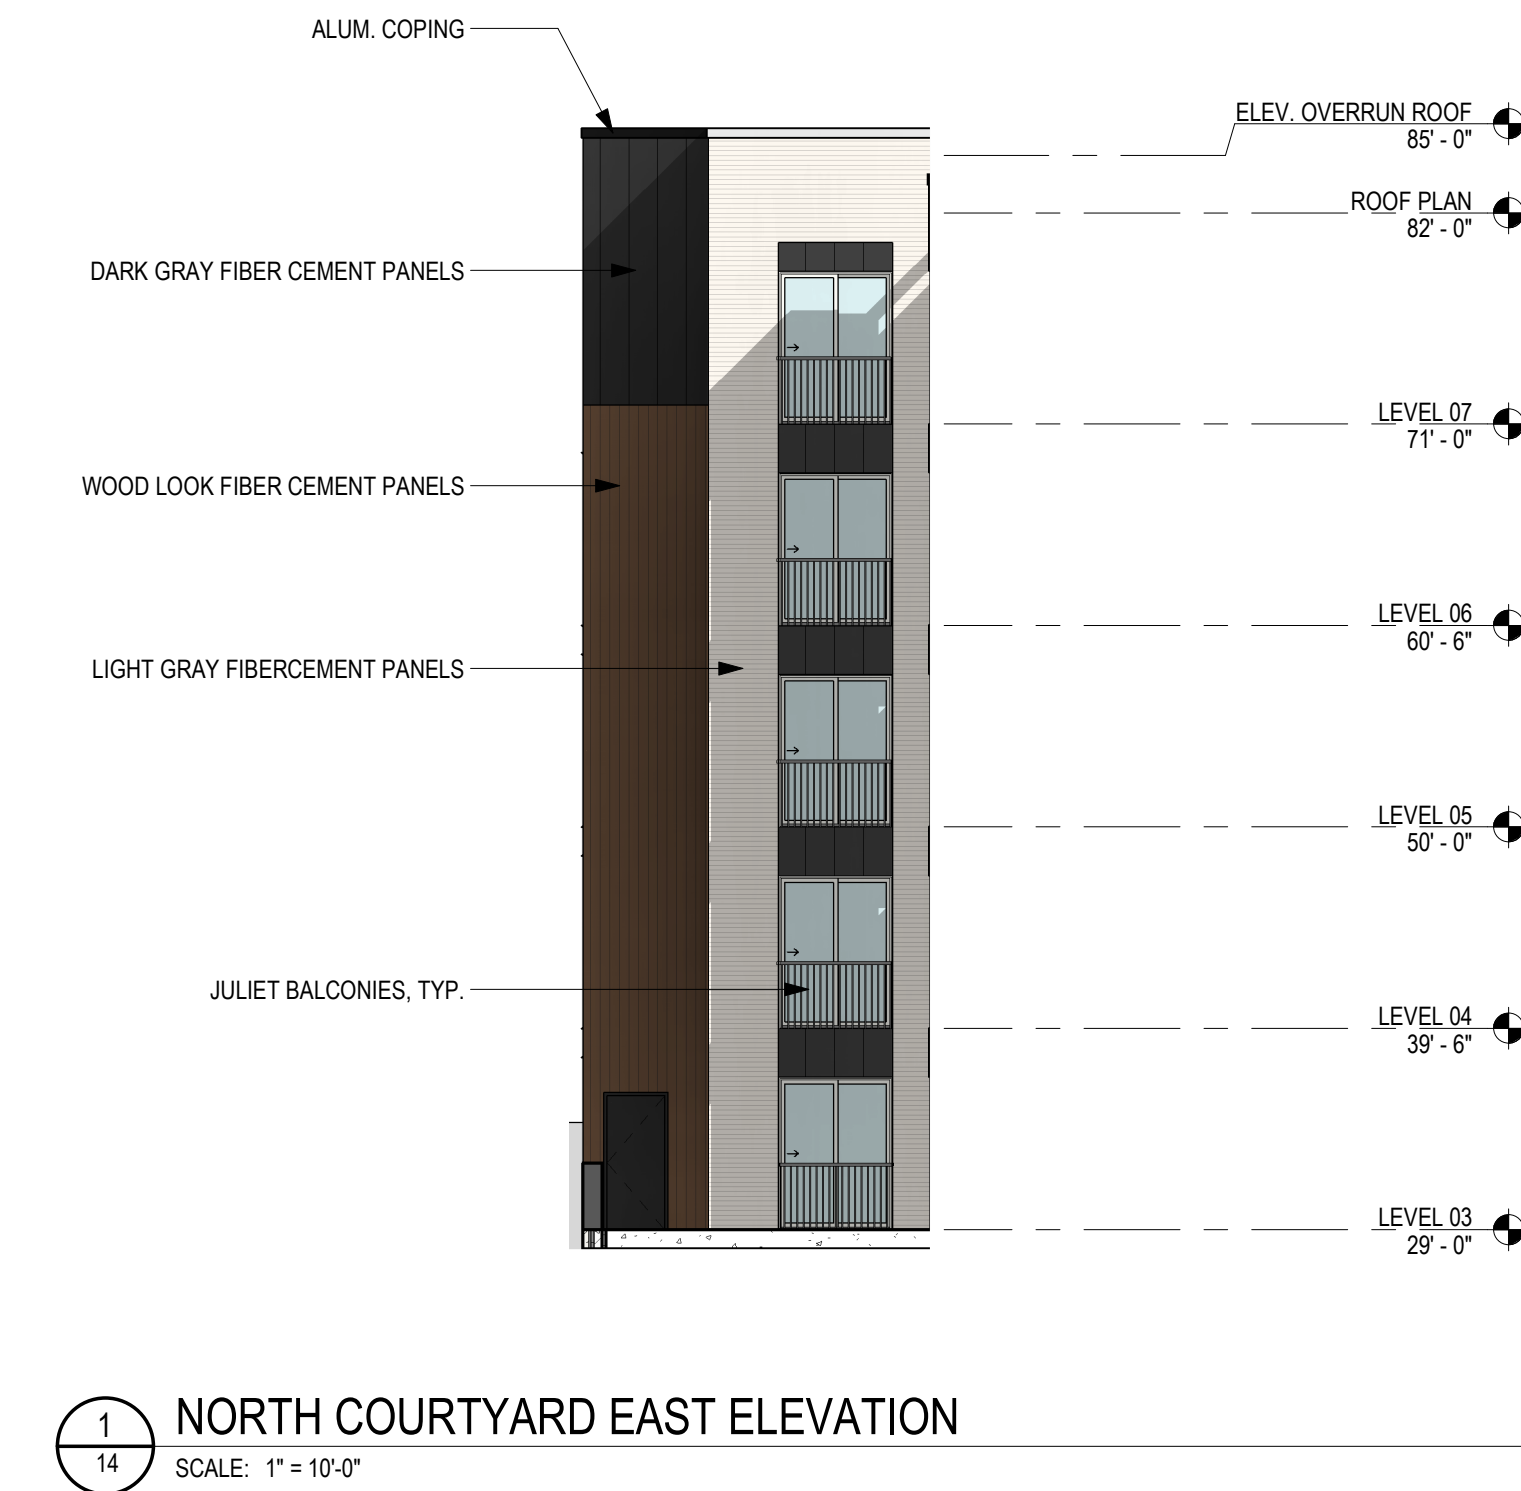 ALUM. COPING
ELEV. OVERRUN ROOF
85' - 0"
ROOF PLAN
82' - 0"
DARK GRAY FIBER CEMENT PANELS
LEVEL 07
71' - 0"
WOOD LOOK FIBER CEMENT PANELS
LEVEL 06
60' - 6"
LIGHT GRAY FIBERCEMENT PANELS
LEVEL 05
50' - 0"
JULIET BALCONIES, TYP.
LEVEL 04
39' - 6"
LEVEL 03
29' - 0"
1
14
NORTH COURTYARD EAST ELEVATION
SCALE: 1" = 10'-0"